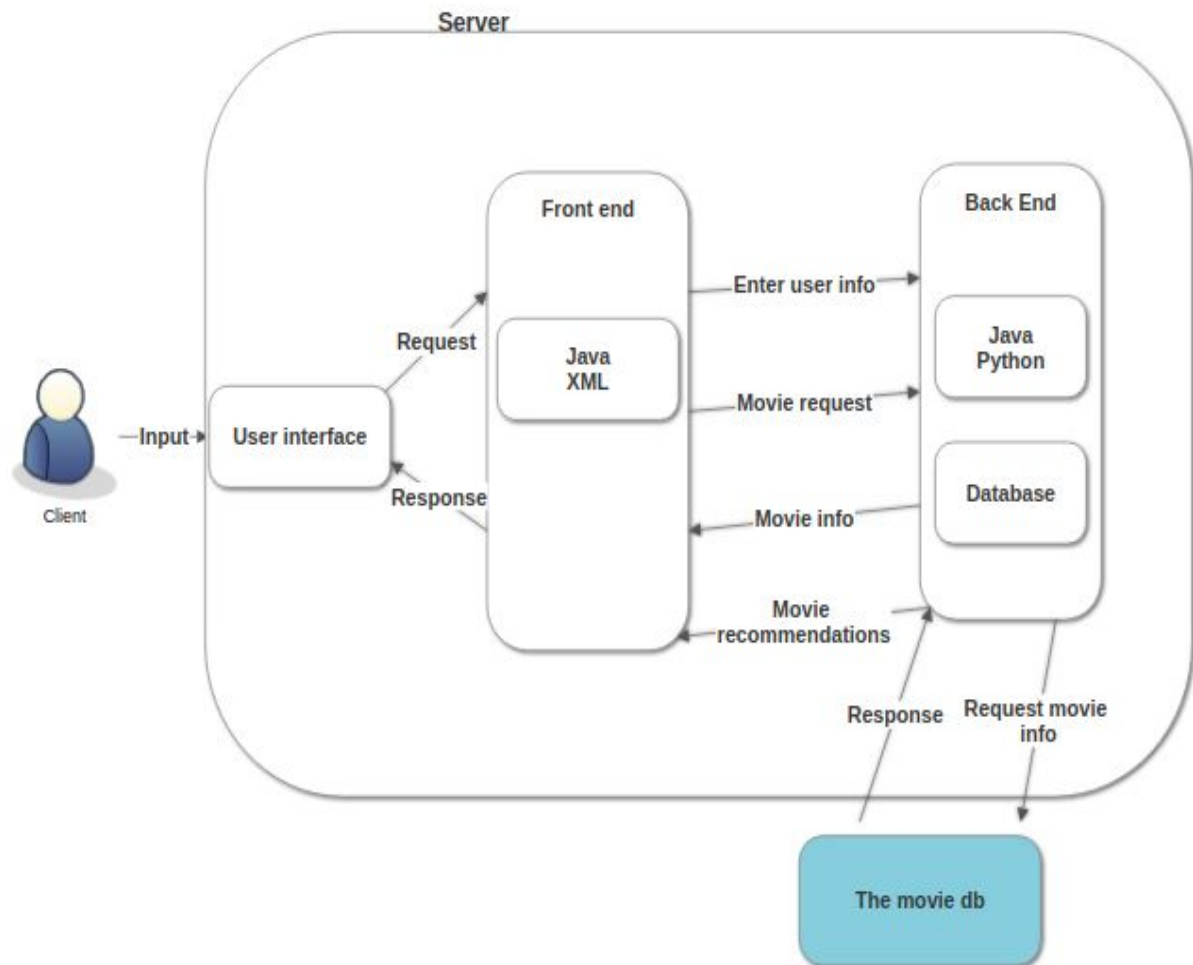 Server
Front end
Back End
Enter user info
Java
Python
Request
Java
XML
Movie request
Input
User interface
Response
Database
Client
Movie info
Movie
recommendations
Response
Request movie
info
The movie db